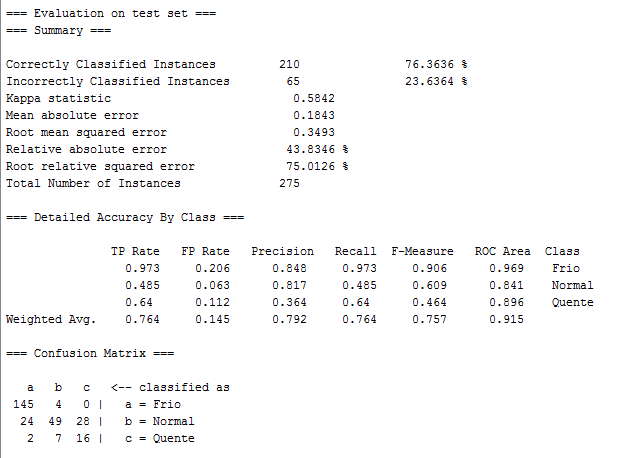 === Evaluation on test set ===
=== Summary ===
Correctly Classified Instances 210 76.3636 %
Incorrectly Classified Instances 65 23.6364 %
Kappa statistic 0.5842
Mean absolute error 0.1843
Root mean squared error 0.3493
Relative absolute error 43.8346 %
Root relative squared error 75.0126 %
Total Number of Instances 275
=== Detailed Accuracy By Class ===
TP Rate FP Rate Precision Recall F-Measure ROC Area Class
0.973 0.206 0.848 0.973 0.906 0.969 Frio
0.485 0.063 0.817 0.485 0.609 0.841 Normal
0.64 0.112 0.364 0.64 0.464 0.896 Quente
Weighted Avg. 0.764 0.145 0.792 0.764 0.757 0.915
=== Confusion Matrix ===
a b c <-- classified as
145 4 0 | a = Frio
24 49 28 | b = Normal
2 7 16 | c = Quente